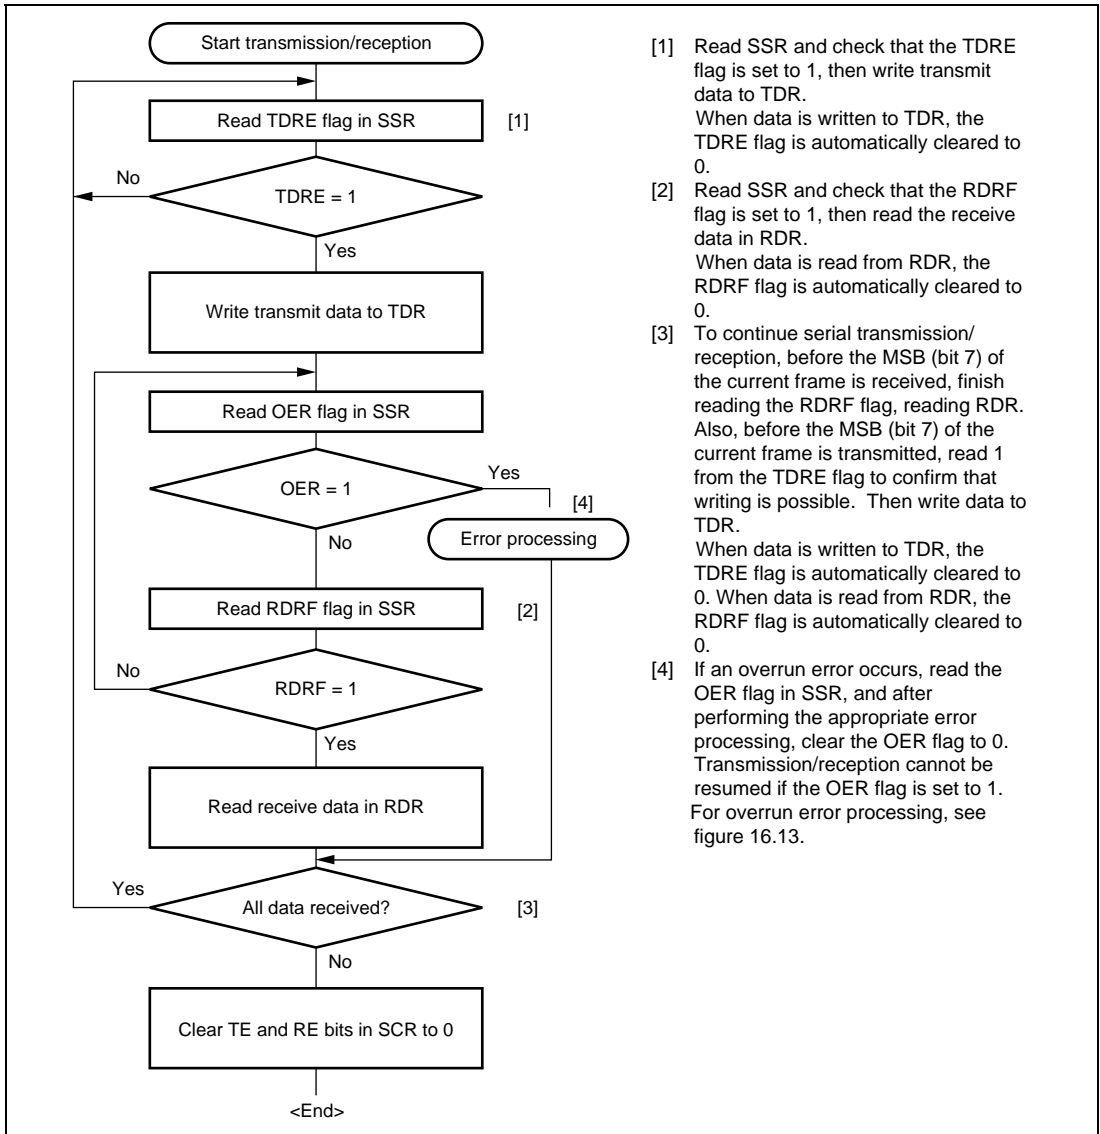 Start transmission/reception
Read TDRE flag in SSR
[1]
No
TDRE = 1
Yes
Write transmit data to TDR
Read OER flag in SSR
OER = 1
Yes
[4]
No
Error processing
Read RDRF flag in SSR
[2]
No
RDRF = 1
Yes
Read receive data in RDR
Yes
All data received?
[3]
No
Clear TE and RE bits in SCR to 0
<End>
[1] Read SSR and check that the TDRE
flag is set to 1, then write transmit
data to TDR.
When data is written to TDR, the
TDRE flag is automatically cleared to
0.
[2] Read SSR and check that the RDRF
flag is set to 1, then read the receive
data in RDR.
When data is read from RDR, the
RDRF flag is automatically cleared to
0.
[3] To continue serial transmission/
reception, before the MSB (bit 7) of
the current frame is received, finish
reading the RDRF flag, reading RDR.
Also, before the MSB (bit 7) of the
current frame is transmitted, read 1
from the TDRE flag to confirm that
writing is possible. Then write data to
TDR.
When data is written to TDR, the
TDRE flag is automatically cleared to
0. When data is read from RDR, the
RDRF flag is automatically cleared to
0.
[4] If an overrun error occurs, read the
OER flag in SSR, and after
performing the appropriate error
processing, clear the OER flag to 0.
Transmission/reception cannot be
resumed if the OER flag is set to 1.
For overrun error processing, see
figure 16.13.